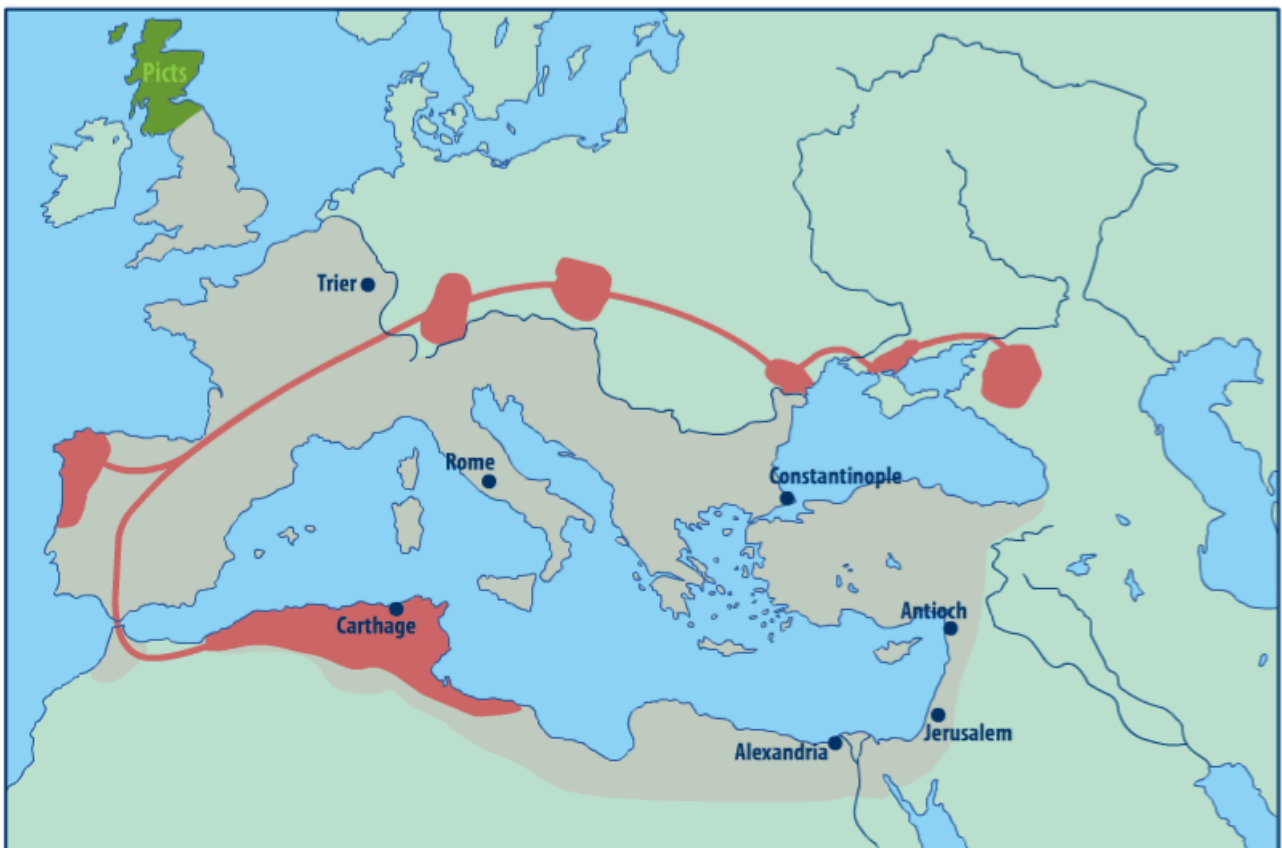 Picts
Trier
Rome
Constantinople
Carthage
Antioch
Jerusalem
Alexandria